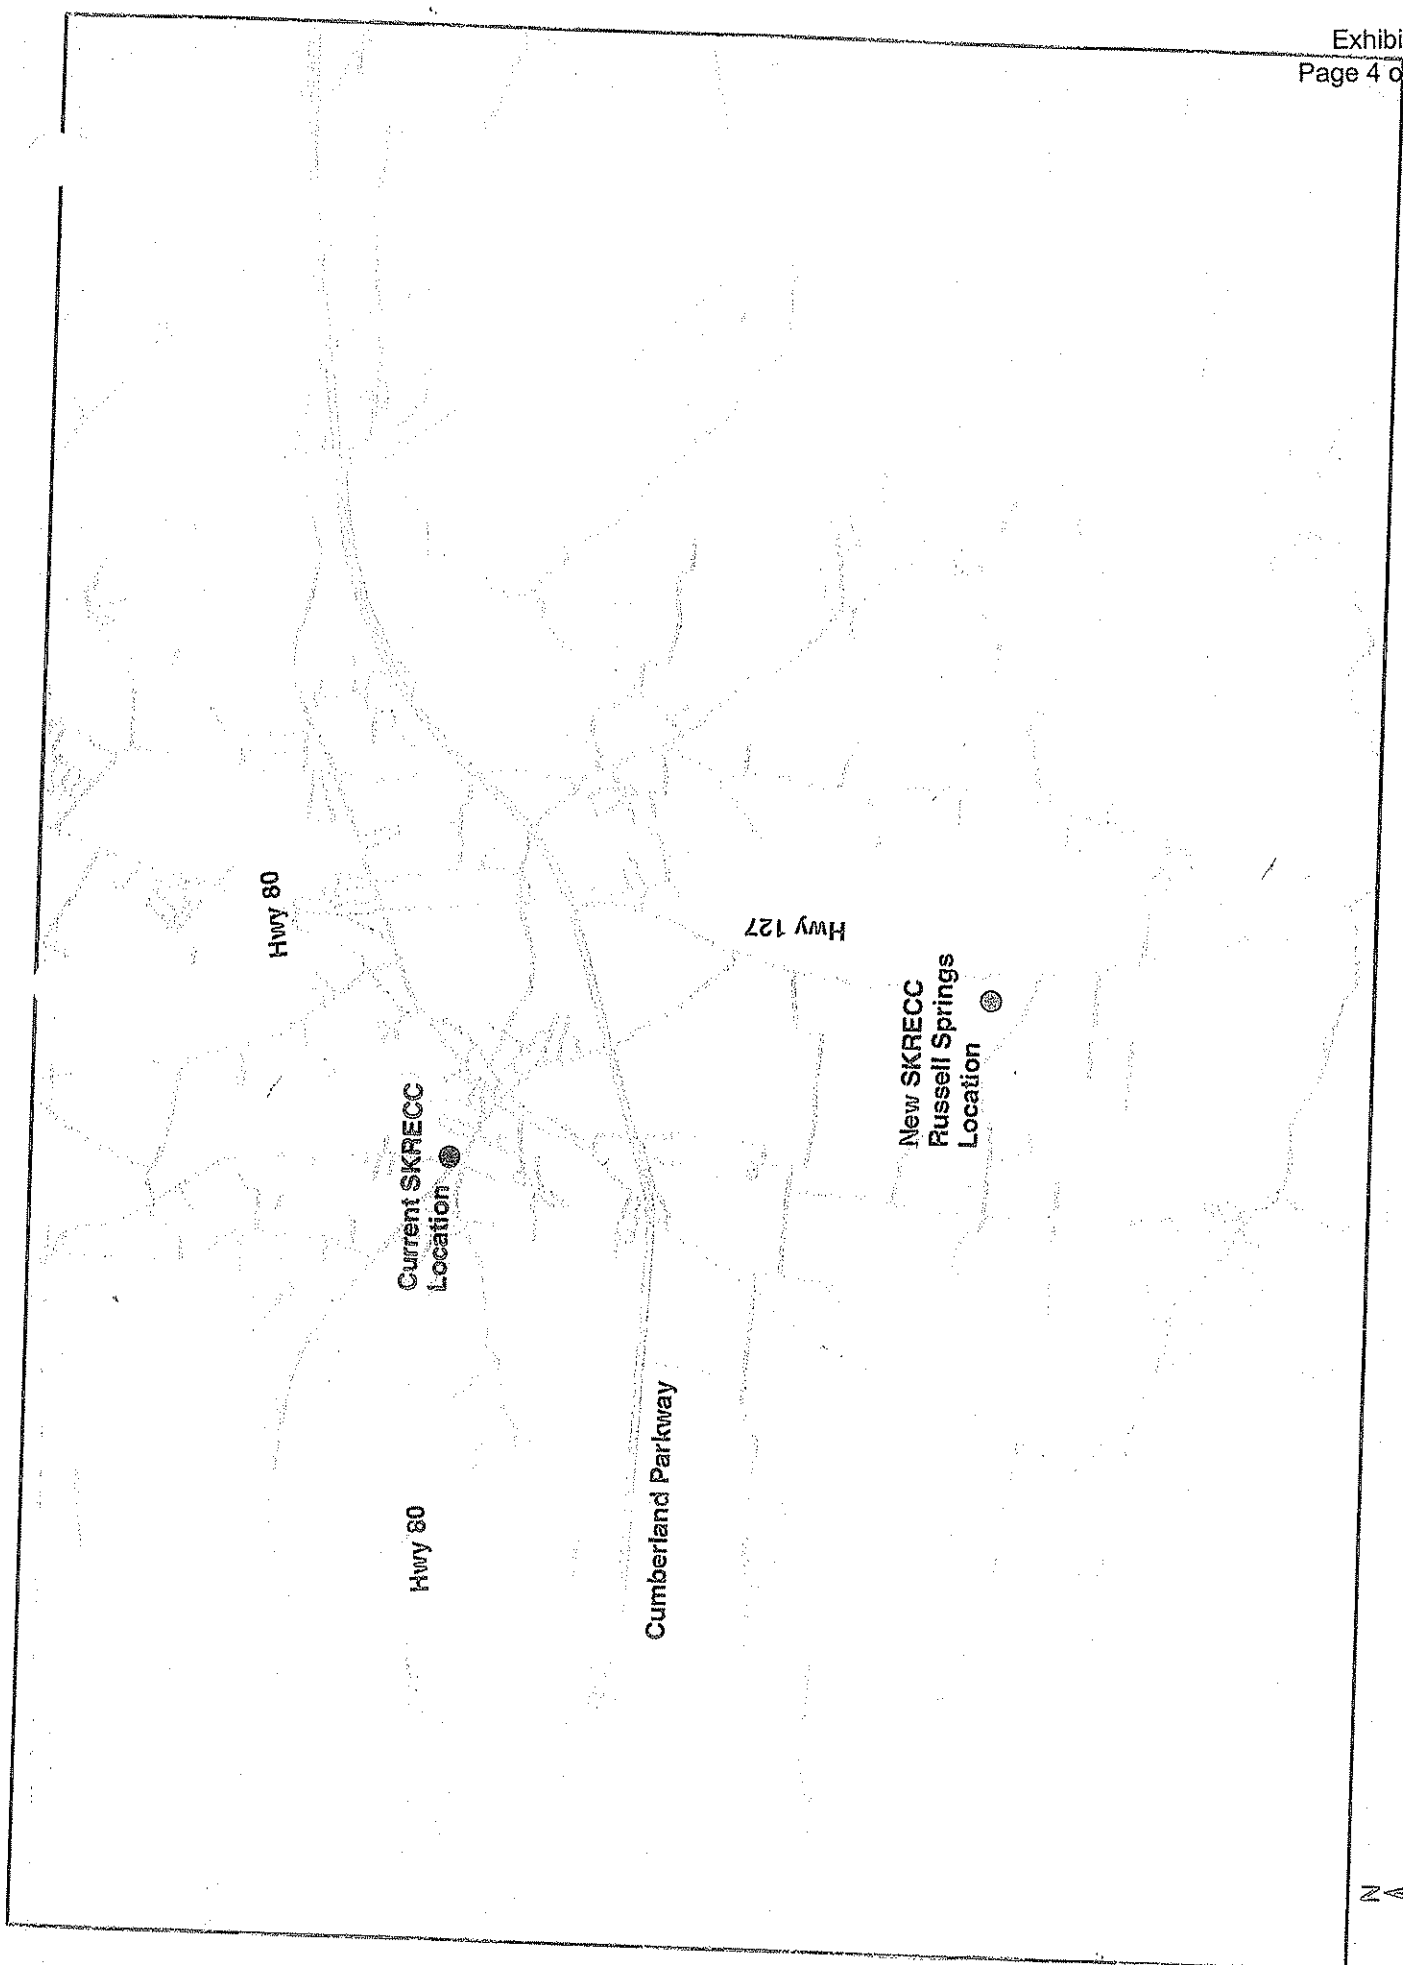 Exhibi
Page 4 o
Hwy 80
Hwy 127
Current SKRECC
Location
New SKRECC
Russell Springs
Location
Hwy 80
Cumberland Parkway
N